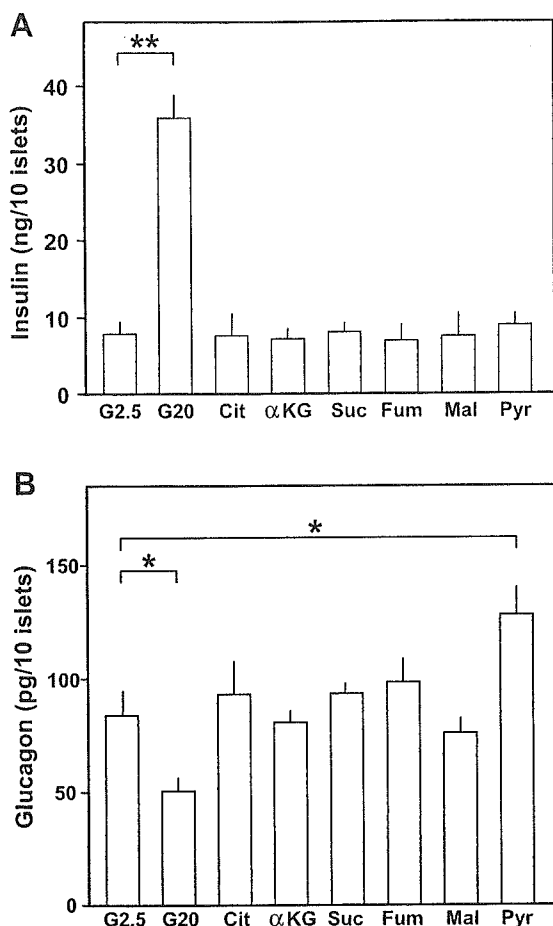 A
**
Insulin (ng/10 islets)
40
30
20
10
0
G2.5 G20 Cit αKG Suc Fum Mal Pyr
B
*
*
Glucagon (pg/10 islets)
150
100
50
0
G2.5 G20 Cit αKG Suc Fum Mal Pyr